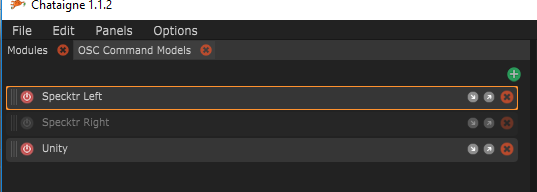 Chataigne 1.1.2
File Edit Panels Options
Modules OSC Command Models
Specktr Left
Specktr Right
Unity